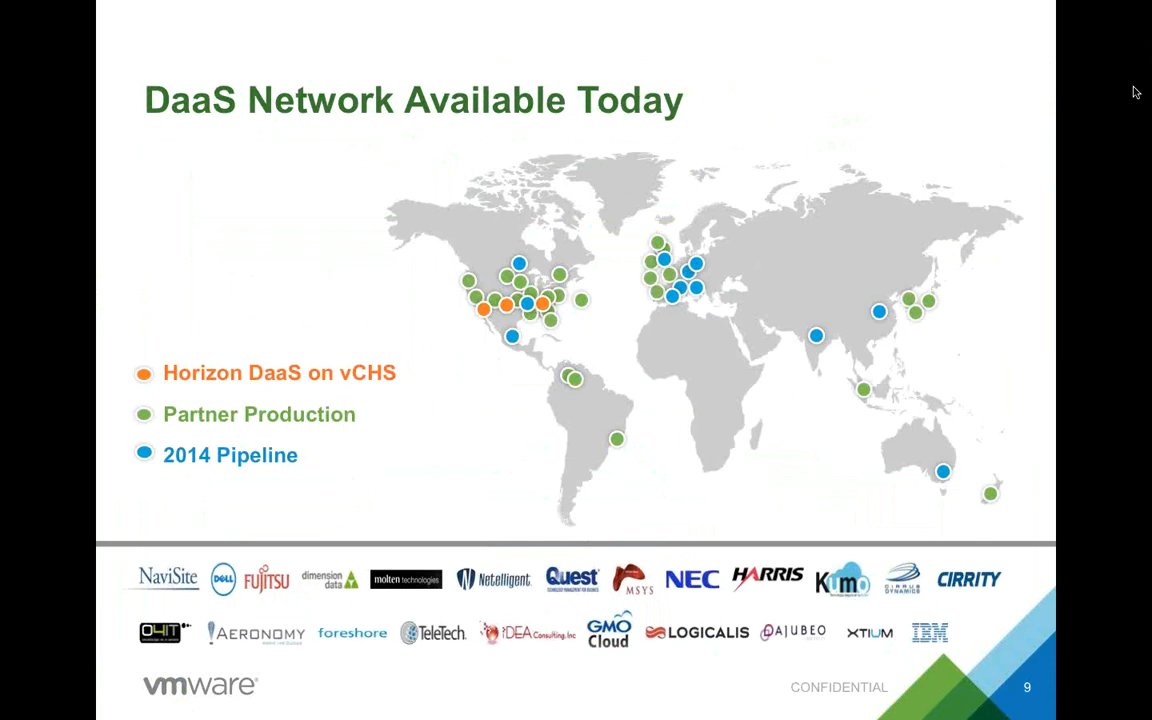 DaaS Network Available Today
Horizon DaaS on vCHS
Partner Production
2014 Pipeline
NaviSite DELL FUJITSU dimension data molten technologies Netelligent Quest MSYS NEC HARRIS Kumo CIRRUS DYNAMICS CIRRITY
O4IT AERONOMY foreshore TeleTech iDEA Consulting, Inc GMO Cloud LOGICALIS DAJUBEO XTIUM IBM
vmware
CONFIDENTIAL
9